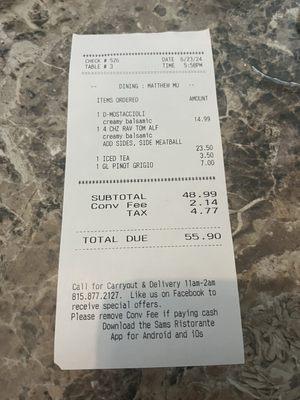 CHECK # 526 DATE 6/23/24
TABLE # 3 TIME 5:58PM
-- DINING : MATTHEW MU --
ITEMS ORDERED AMOUNT
1 D-MOSTACCIOLI
creamy balsamic 14.99
1 4 CHZ RAV TOM ALF
creamy balsamic
ADD SIDES, SIDE MEATBALL
23.50
1 ICED TEA 3.50
1 GL PINOT GRIGIO 7.00
SUBTOTAL 48.99
Conv Fee 2.14
TAX 4.77
TOTAL DUE 55.90
Call for Carryout & Delivery 11am-2am
815.877.2127. Like us on Facebook to
receive special offers.
Please remove Conv Fee if paying cash
Download the Sams Ristorante
App for Android and iOs